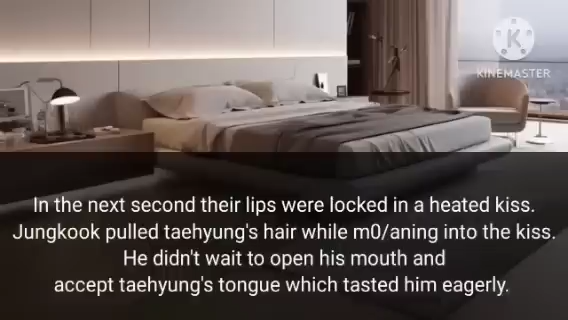 KINEMASTER
In the next second their lips were locked in a heated kiss.
Jungkook pulled taehyung's hair while m0/aning into the kiss.
He didn't wait to open his mouth and
accept taehyung's tongue which tasted him eagerly.